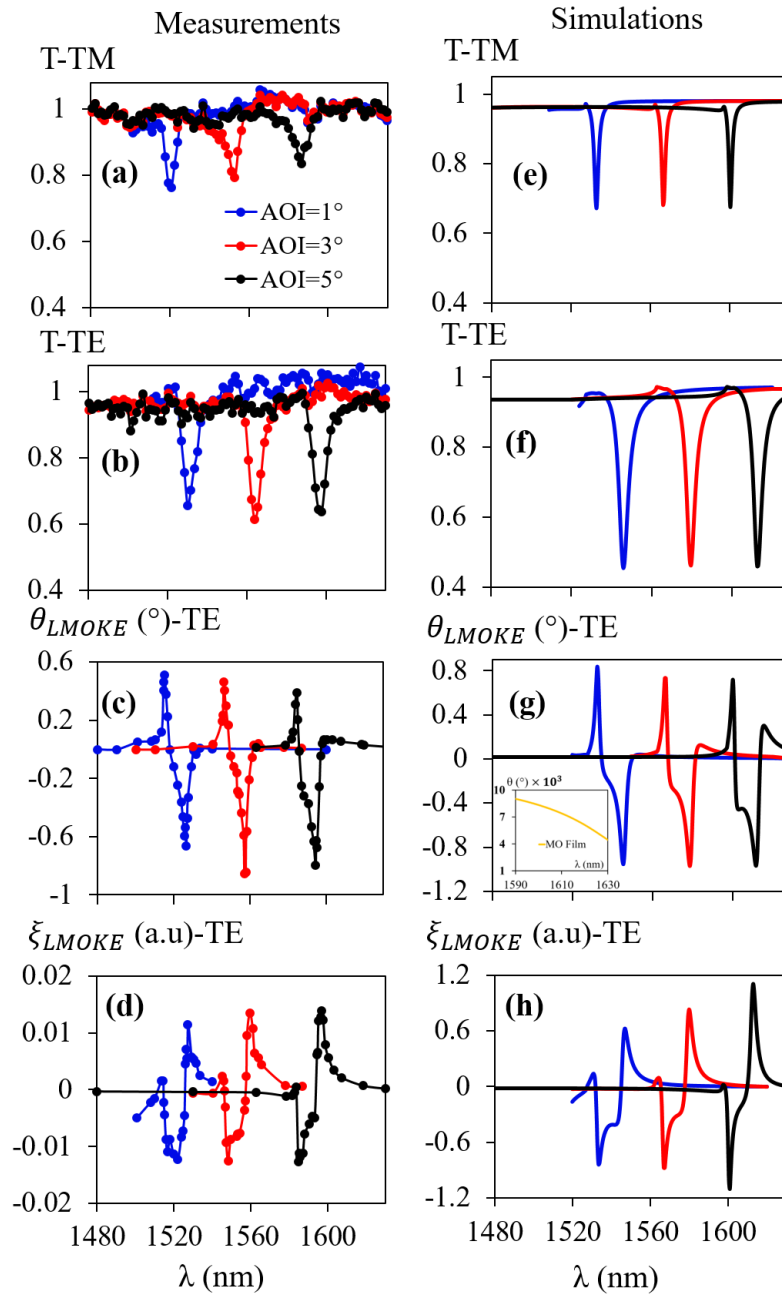 Measurements
Simulations
T-TM
1
0.8
0.6
0.4
(a)
AOI=1°
AOI=3°
AOI=5°
1
0.8
0.6
0.4
(e)
T-TE
1
0.8
0.6
0.4
(b)
T-TE
1
0.8
0.6
0.4
(f)
θ_LMOKE (°)-TE
0.6
0.2
-0.2
-0.6
-1
(c)
θ_LMOKE (°)-TE
0.8
0.4
0
-0.4
-0.8
-1.2
(g)
θ (°) × 10³
10
7
4
1
MO Film
λ (nm)
1590
1610
1630
ξ_LMOKE (a.u)-TE
0.02
0.01
0
-0.01
-0.02
(d)
1480
1520
1560
1600
λ (nm)
ξ_LMOKE (a.u)-TE
1.2
0.6
0
-0.6
-1.2
(h)
1480
1520
1560
1600
λ (nm)